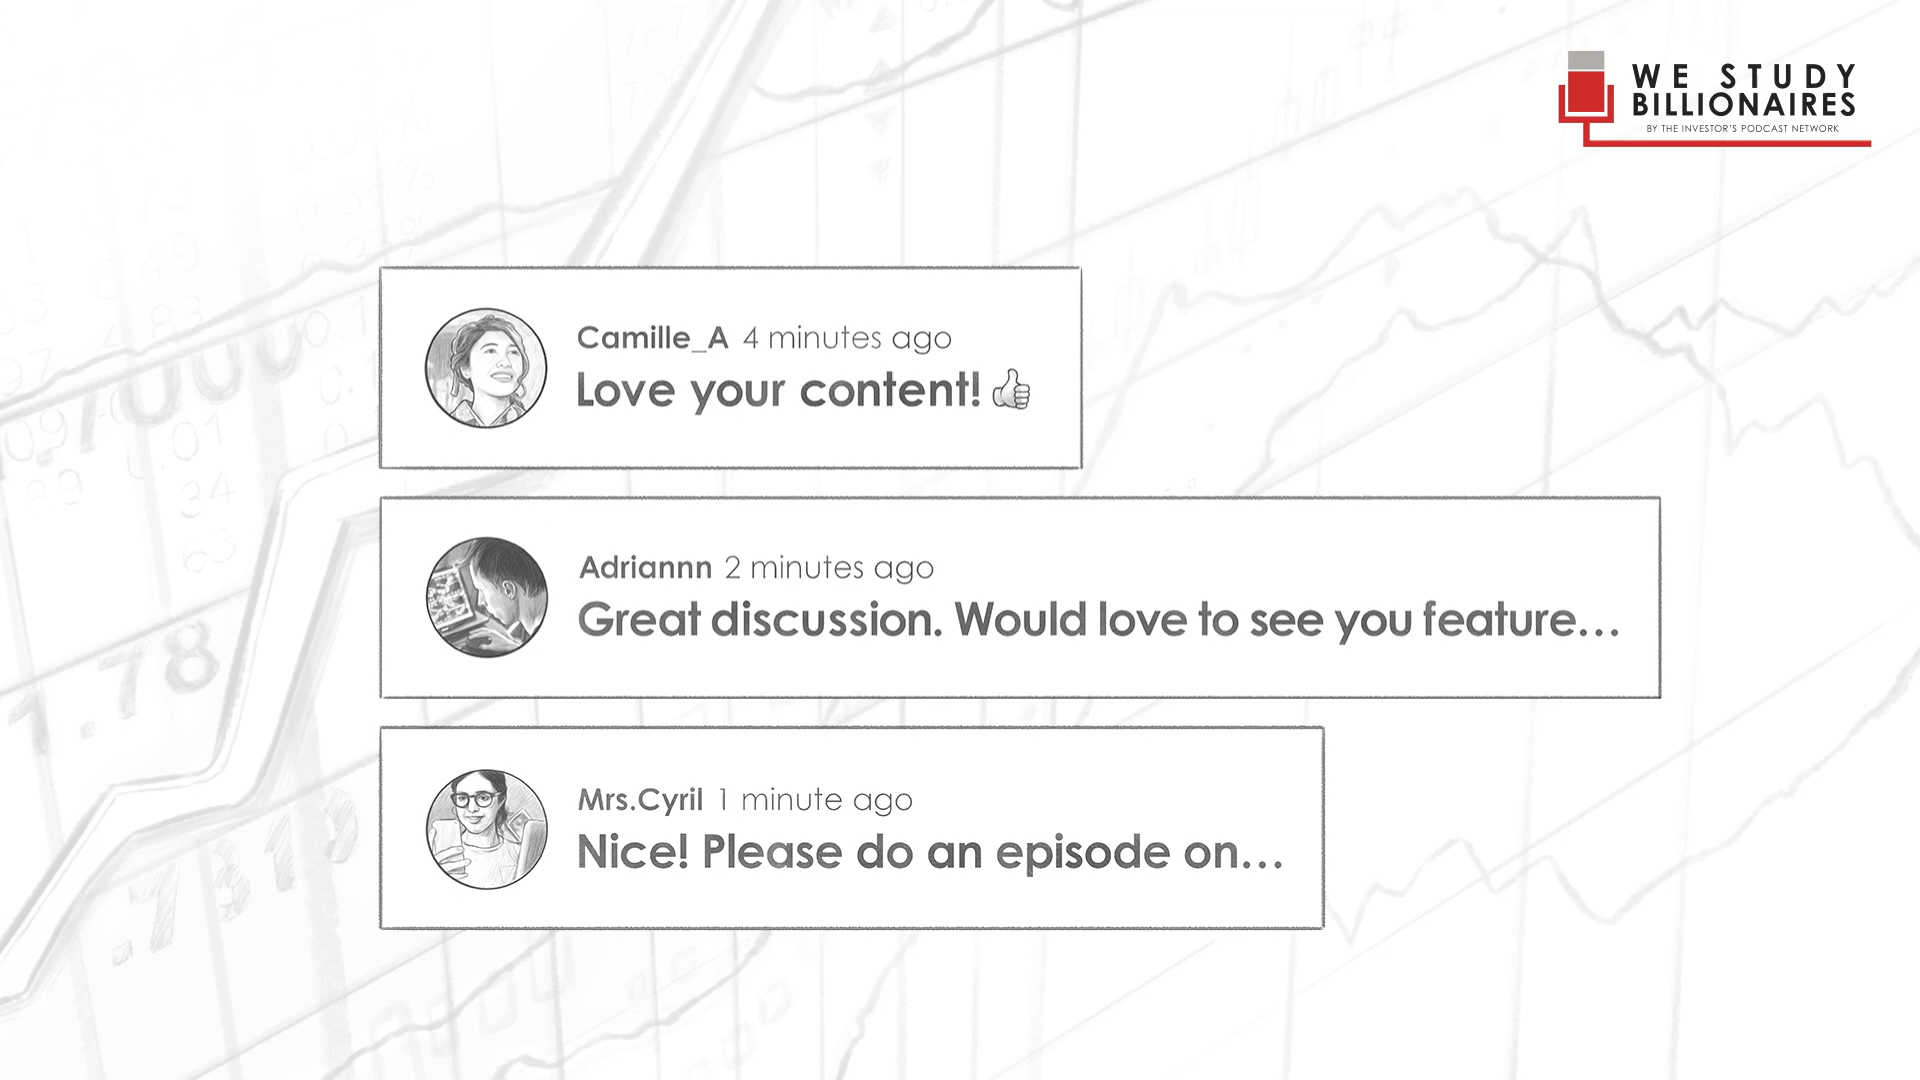 WE STUDY
BILLIONAIRES
BY THE INVESTOR'S PODCAST NETWORK
Camille_A 4 minutes ago
Love your content! 👍
Adriannn 2 minutes ago
Great discussion. Would love to see you feature...
Mrs.Cyril 1 minute ago
Nice! Please do an episode on...
1.78